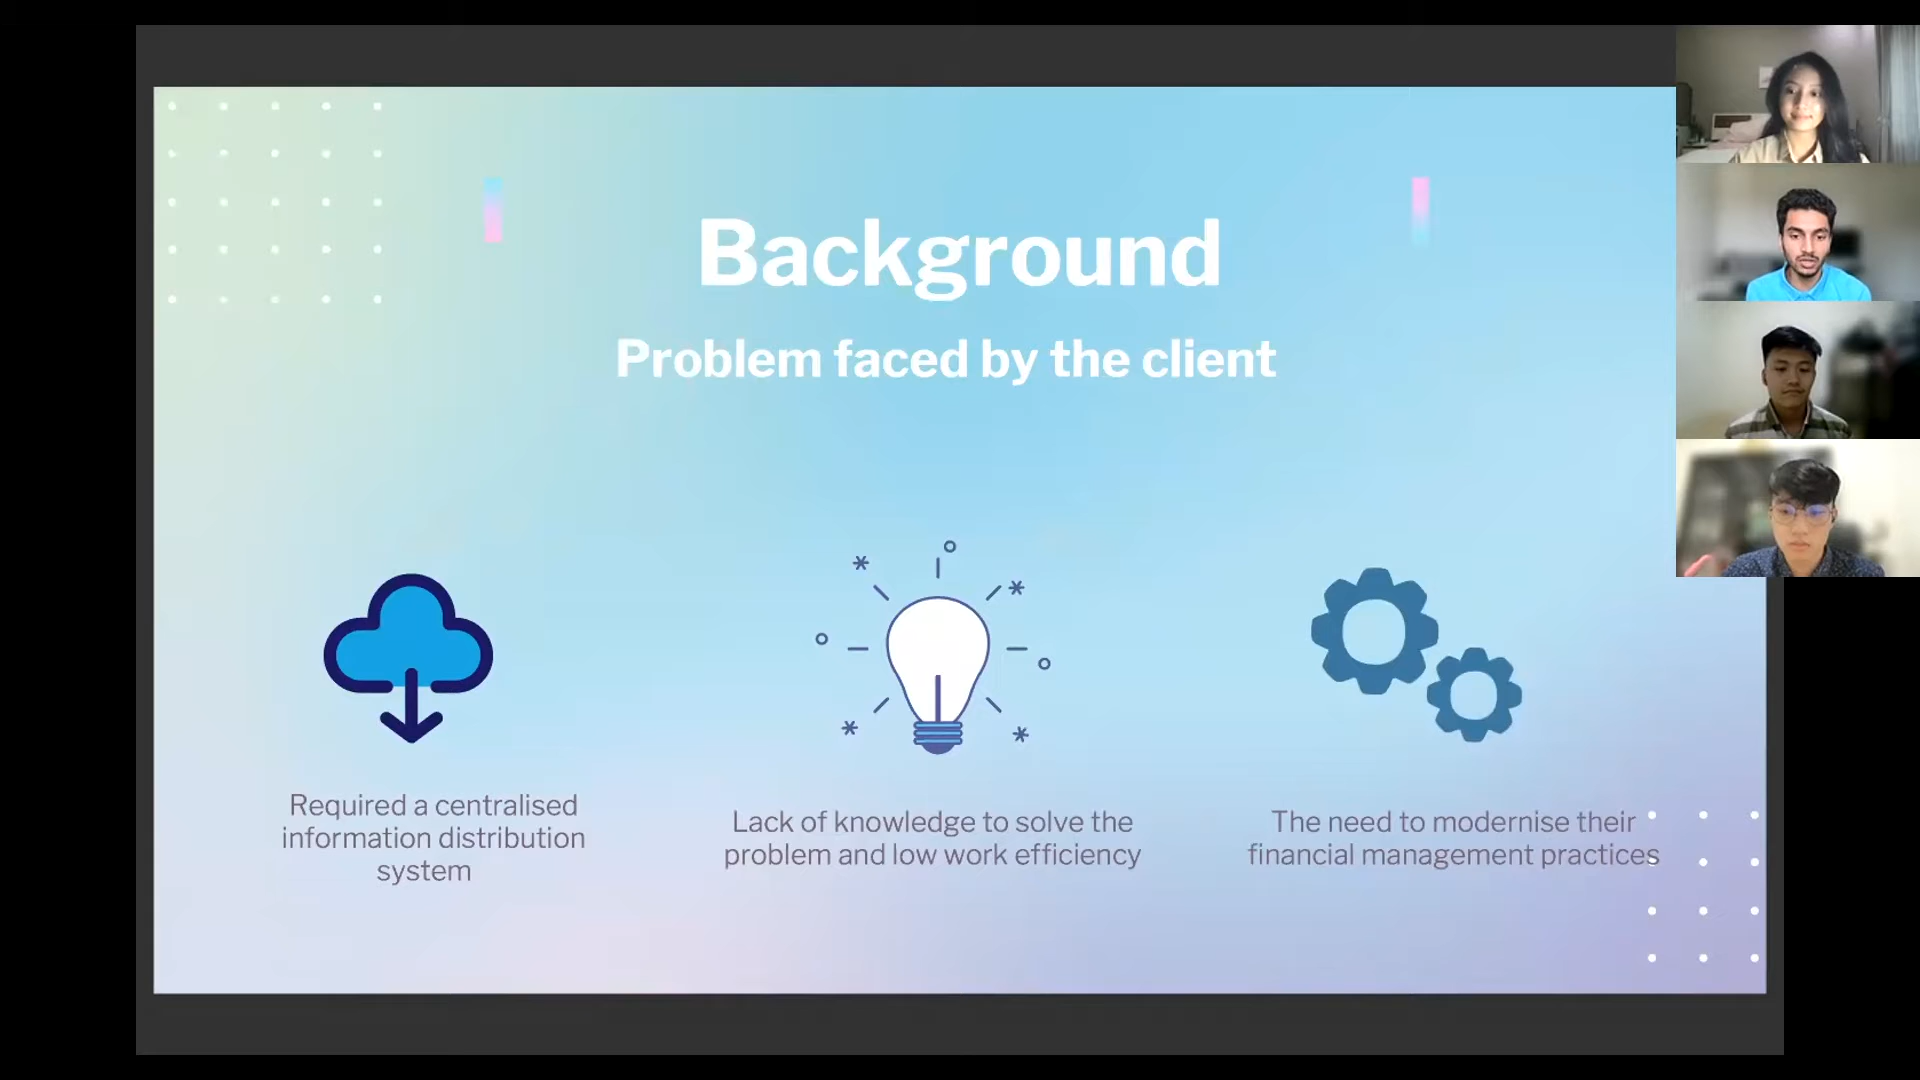 Background
Problem faced by the client
Required a centralised
information distribution
system
Lack of knowledge to solve the
problem and low work efficiency
The need to modernise their
financial management practices